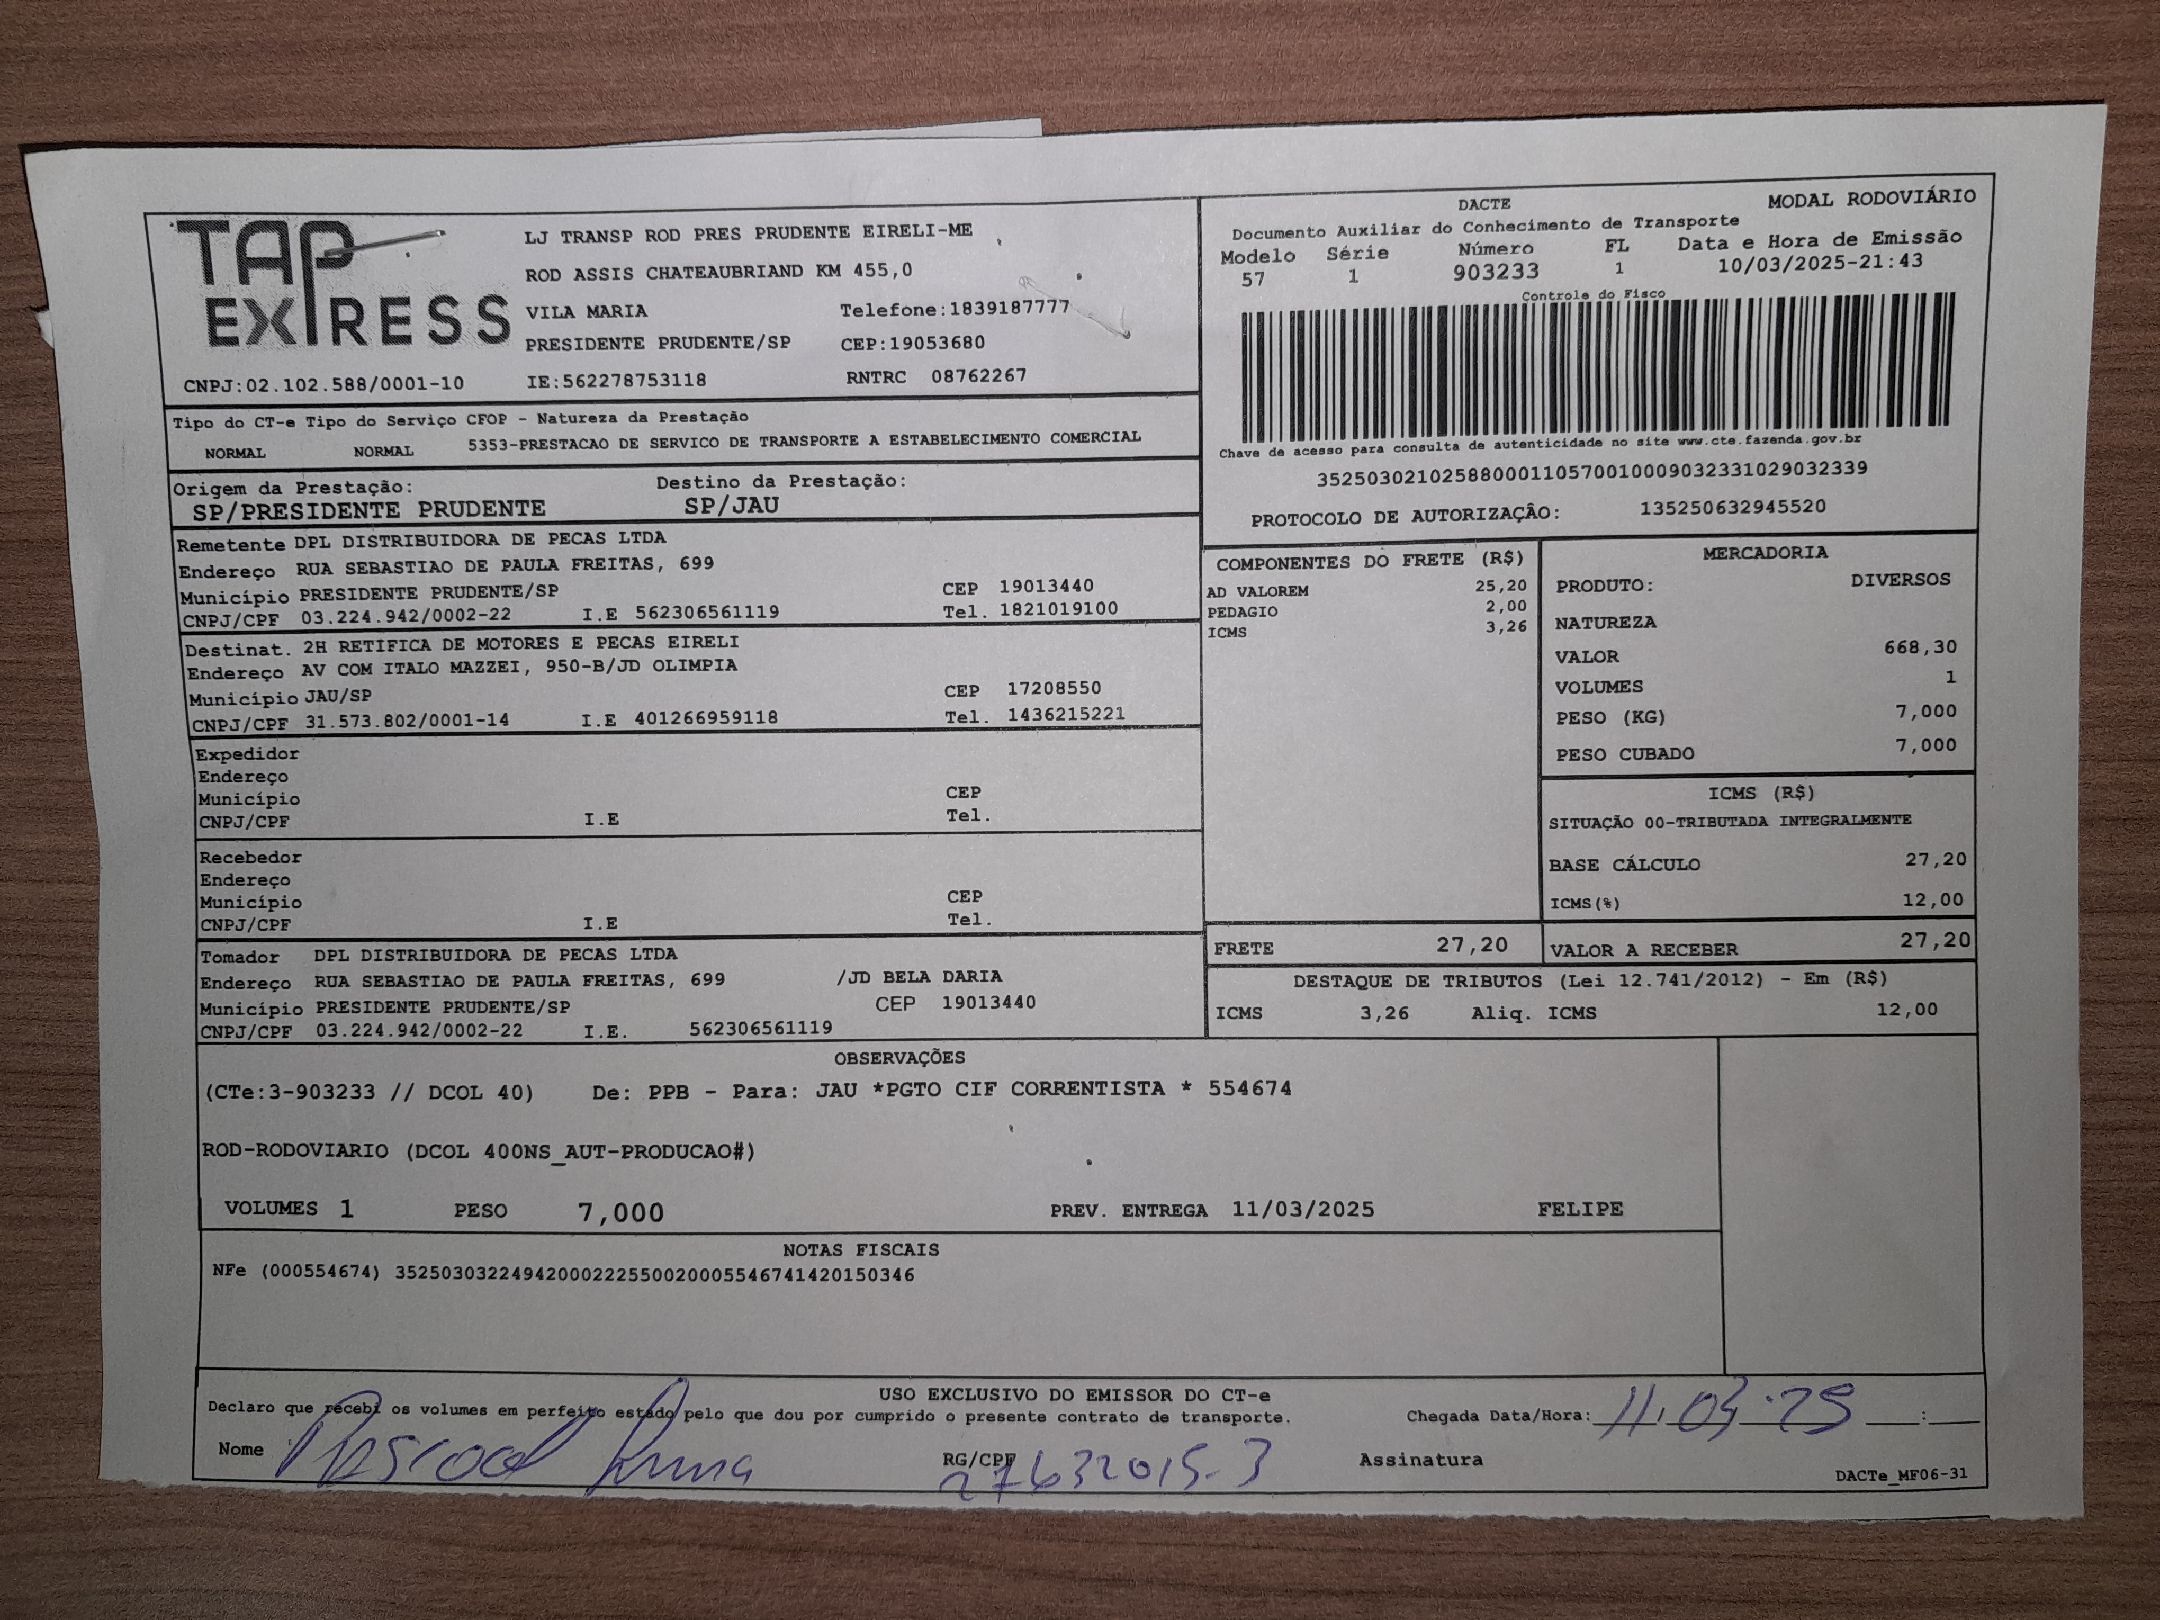 TAP
EXPRESS
LJ TRANSP ROD PRES PRUDENTE EIRELI-ME
ROD ASSIS CHATEAUBRIAND KM 455,0
VILA MARIA Telefone:1839187777
PRESIDENTE PRUDENTE/SP CEP:19053680
CNPJ:02.102.588/0001-10 IE:562278753118 RNTRC 08762267
DACTE MODAL RODOVIÁRIO
Documento Auxiliar do Conhecimento de Transporte
Modelo Série Número FL Data e Hora de Emissão
57 1 903233 1 10/03/2025-21:43
Controle do Fisco
Chave de acesso para consulta de autenticidade no site www.cte.fazenda.gov.br
35250302102588000110570010009032331029032339
PROTOCOLO DE AUTORIZAÇÃO: 135250632945520
Tipo do CT-e Tipo do Serviço CFOP - Natureza da Prestação
NORMAL NORMAL 5353-PRESTACAO DE SERVICO DE TRANSPORTE A ESTABELECIMENTO COMERCIAL
Origem da Prestação: Destino da Prestação:
SP/PRESIDENTE PRUDENTE SP/JAU
Remetente DPL DISTRIBUIDORA DE PECAS LTDA
Endereço RUA SEBASTIAO DE PAULA FREITAS, 699
Município PRESIDENTE PRUDENTE/SP CEP 19013440
CNPJ/CPF 03.224.942/0002-22 I.E 562306561119 Tel. 1821019100
Destinat. 2H RETIFICA DE MOTORES E PECAS EIRELI
Endereço AV COM ITALO MAZZEI, 950-B/JD OLIMPIA
Município JAU/SP CEP 17208550
CNPJ/CPF 31.573.802/0001-14 I.E 401266959118 Tel. 1436215221
Expedidor
Endereço
Município CEP
CNPJ/CPF I.E Tel.
Recebedor
Endereço
Município CEP
CNPJ/CPF I.E Tel.
Tomador DPL DISTRIBUIDORA DE PECAS LTDA
Endereço RUA SEBASTIAO DE PAULA FREITAS, 699 /JD BELA DARIA
Município PRESIDENTE PRUDENTE/SP CEP 19013440
CNPJ/CPF 03.224.942/0002-22 I.E. 562306561119
COMPONENTES DO FRETE (R$)
AD VALOREM 25,20
PEDAGIO 2,00
ICMS 3,26
MERCADORIA
PRODUTO: DIVERSOS
NATUREZA
VALOR 668,30
VOLUMES 1
PESO (KG) 7,000
PESO CUBADO 7,000
ICMS (R$)
SITUAÇÃO 00-TRIBUTADA INTEGRALMENTE
BASE CÁLCULO 27,20
ICMS(%) 12,00
FRETE 27,20 VALOR A RECEBER 27,20
DESTAQUE DE TRIBUTOS (Lei 12.741/2012) - Em (R$)
ICMS 3,26 Aliq. ICMS 12,00
OBSERVAÇÕES
(CTe:3-903233 // DCOL 40) De: PPB - Para: JAU *PGTO CIF CORRENTISTA * 554674
ROD-RODOVIARIO (DCOL 400NS_AUT-PRODUCAO#)
VOLUMES 1 PESO 7,000 PREV. ENTREGA 11/03/2025 FELIPE
NOTAS FISCAIS
NFe (000554674) 35250303224942000222550020005546741420150346
USO EXCLUSIVO DO EMISSOR DO CT-e
Declaro que recebi os volumes em perfeito estado pelo que dou por cumprido o presente contrato de transporte. Chegada Data/Hora: 11.03.25 :
Nome RG/CPF 27632015-3 Assinatura
DACTe_MF06-31